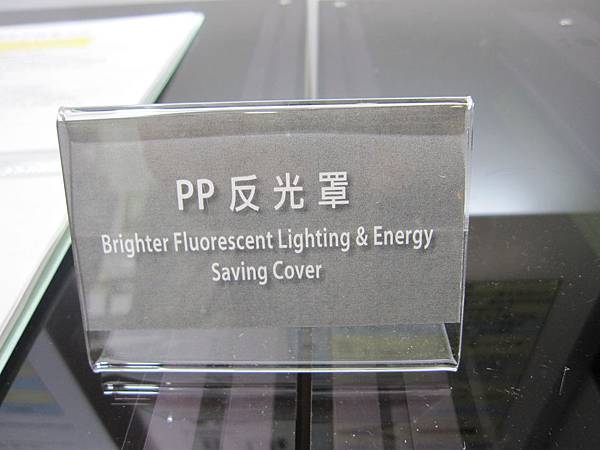 PP 反光罩
Brighter Fluorescent Lighting & Energy
Saving Cover